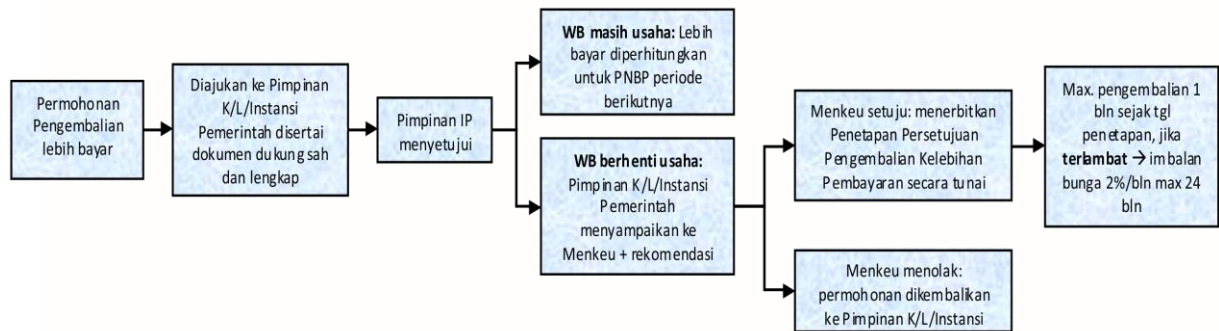 Permohonan
Pengembalian
lebih bayar
Diajukan ke Pimpinan
K/L/Instansi
Pemerintah disertai
dokumen dukung sah
dan lengkap
Pimpinan IP
menyetujui
WB masih usaha: Lebih
bayar diperhitungkan
untuk PNBP periode
berikutnya
WB berhenti usaha:
Pimpinan K/L/Instansi
Pemerintah
menyampaikan ke
Menkeu + rekomendasi
Menkeu setuju: menerbitkan
Penetapan Persetujuan
Pengembalian Kelebihan
Pembayaran secara tunai
Menkeu menolak:
permohonan dikembalikan
ke Pimpinan K/L/Instansi
Max. pengembalian 1
bln sejak tgl
penetapan, jika
terlambat → imbalan
bunga 2%/bln max 24
bln